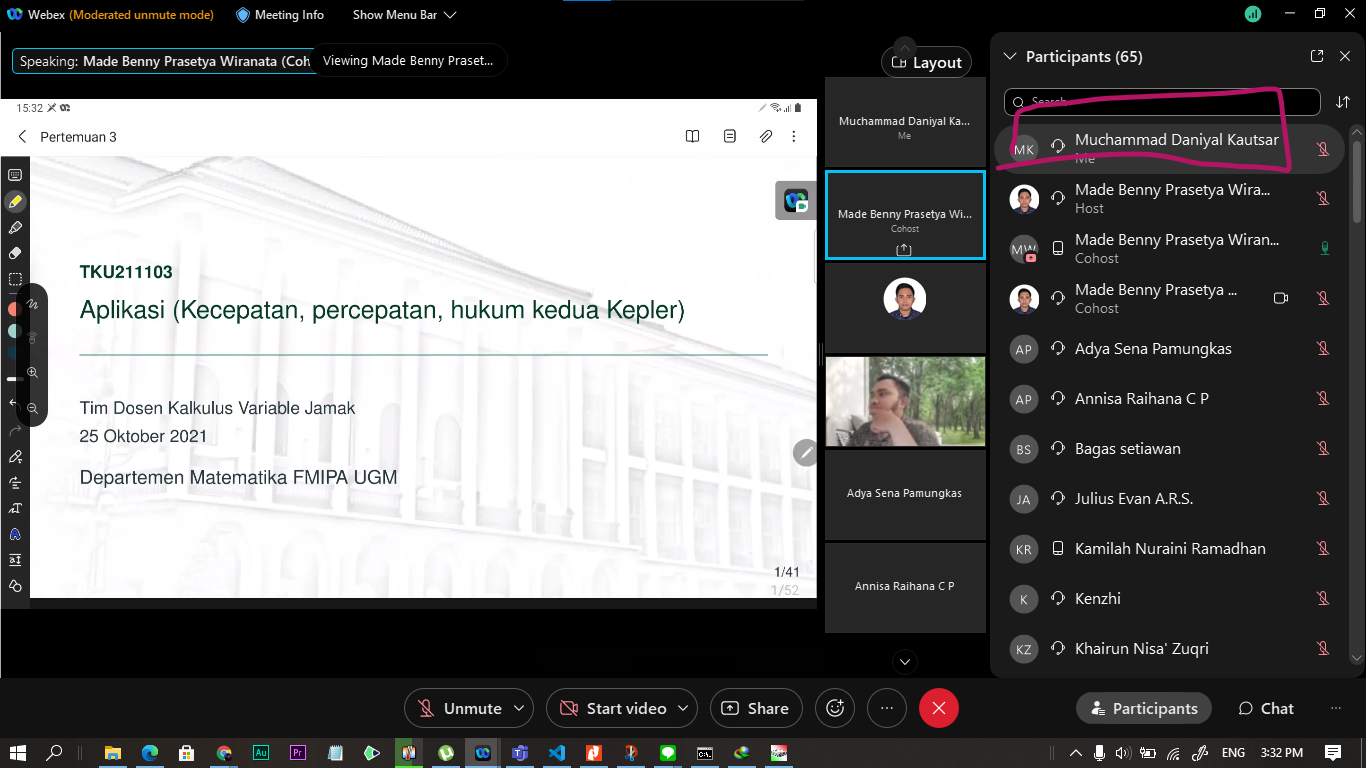 Webex (Moderated unmute mode) Meeting Info Show Menu Bar
Speaking: Made Benny Prasetya Wiranata (Coh
Viewing Made Benny Praset...
Layout
15:32
Pertemuan 3
TKU211103
Aplikasi (Kecepatan, percepatan, hukum kedua Kepler)
Tim Dosen Kalkulus Variable Jamak
25 Oktober 2021
Departemen Matematika FMIPA UGM
1/41
1/52
Muchammad Daniyal Ka...
Me
Made Benny Prasetya Wi...
Cohost
Adya Sena Pamungkas
Annisa Raihana C P
Participants (65)
Search
MK Muchammad Daniyal Kautsar
Me
Made Benny Prasetya Wira...
Host
MW Made Benny Prasetya Wiran...
Cohost
Made Benny Prasetya ...
Cohost
AP Adya Sena Pamungkas
AP Annisa Raihana C P
BS Bagas setiawan
JA Julius Evan A.R.S.
KR Kamilah Nuraini Ramadhan
K Kenzhi
KZ Khairun Nisa' Zuqri
Unmute Start video Share Participants Chat
Au Pr ENG 3:32 PM